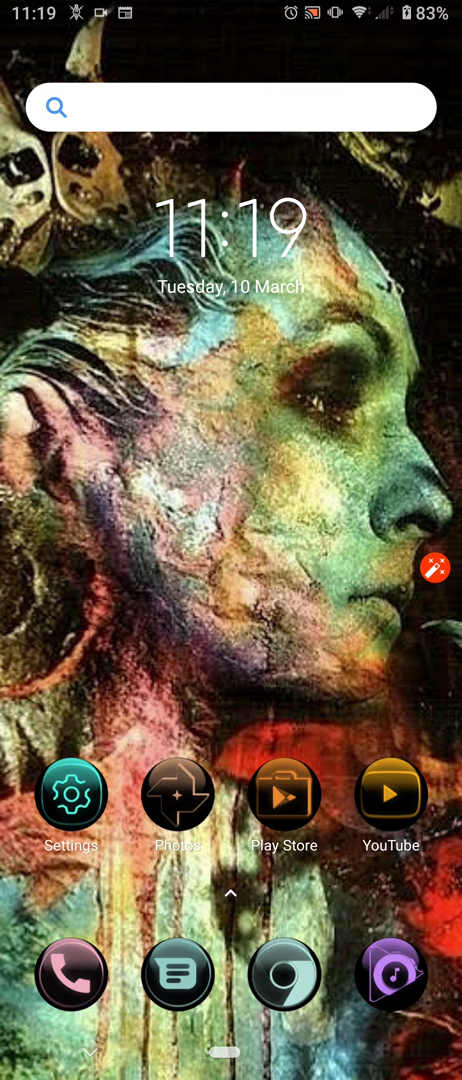 11:19
83%
11:19
Tuesday, 10 March
Settings
Photos
Play Store
YouTube